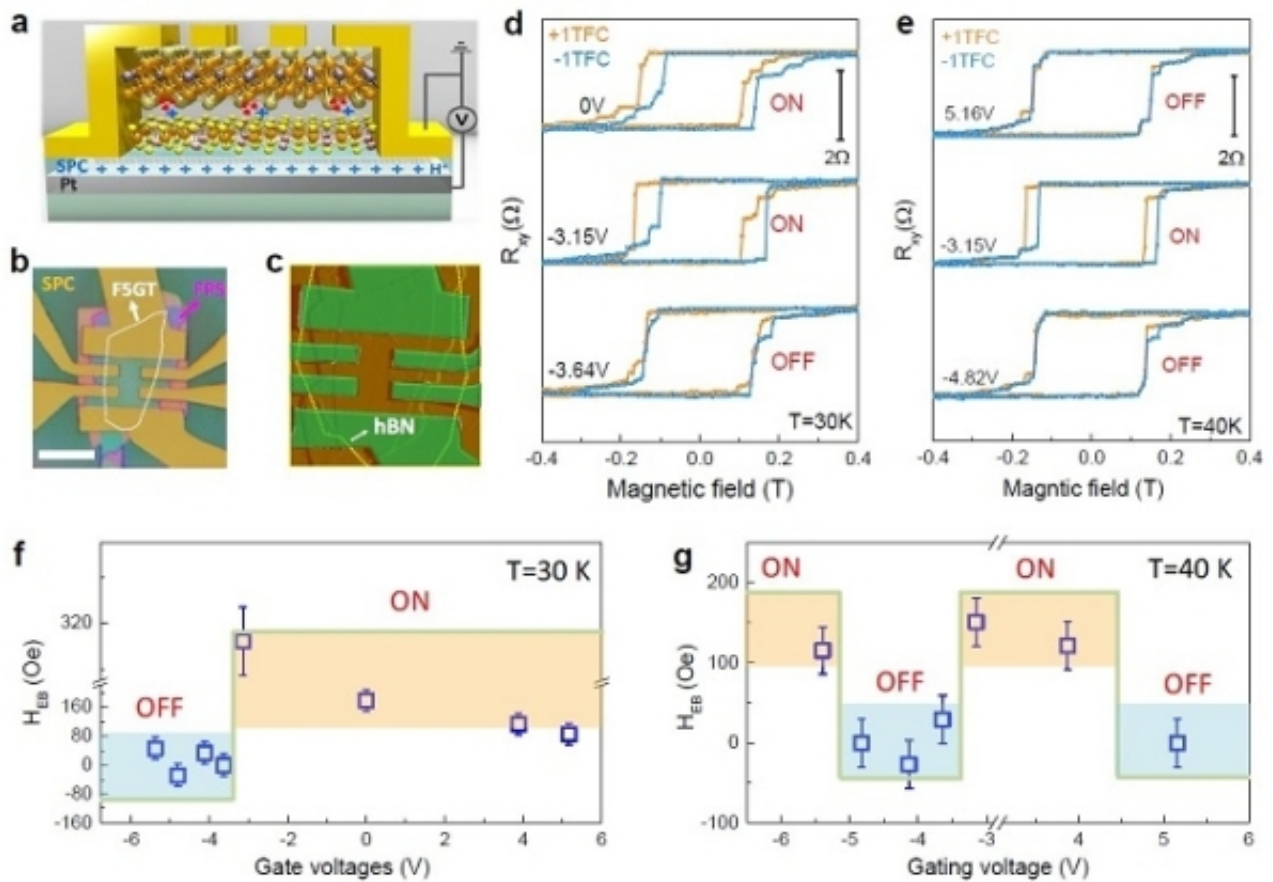 a
V
SPC + + + + + + + + + + + + + + H⁺
Pt
b
SPC
F5GT
FPS
c
hBN
d
+1TFC
-1TFC
0V
ON
2Ω
-3.15V
ON
-3.64V
OFF
T=30K
Rxy(Ω)
-0.4 -0.2 0.0 0.2 0.4
Magnetic field (T)
e
+1TFC
-1TFC
5.16V
OFF
2Ω
-3.15V
ON
-4.82V
OFF
T=40K
Rxy(Ω)
-0.4 -0.2 0.0 0.2 0.4
Magntic field (T)
f
T=30 K
ON
OFF
320
160
80
0
-80
-160
HEB (Oe)
-6 -4 -2 0 2 4 6
Gate voltages (V)
g
ON
ON
T=40 K
OFF
OFF
200
100
0
-100
HEB (Oe)
-6 -5 -4 -3 4 5 6
Gating voltage (V)